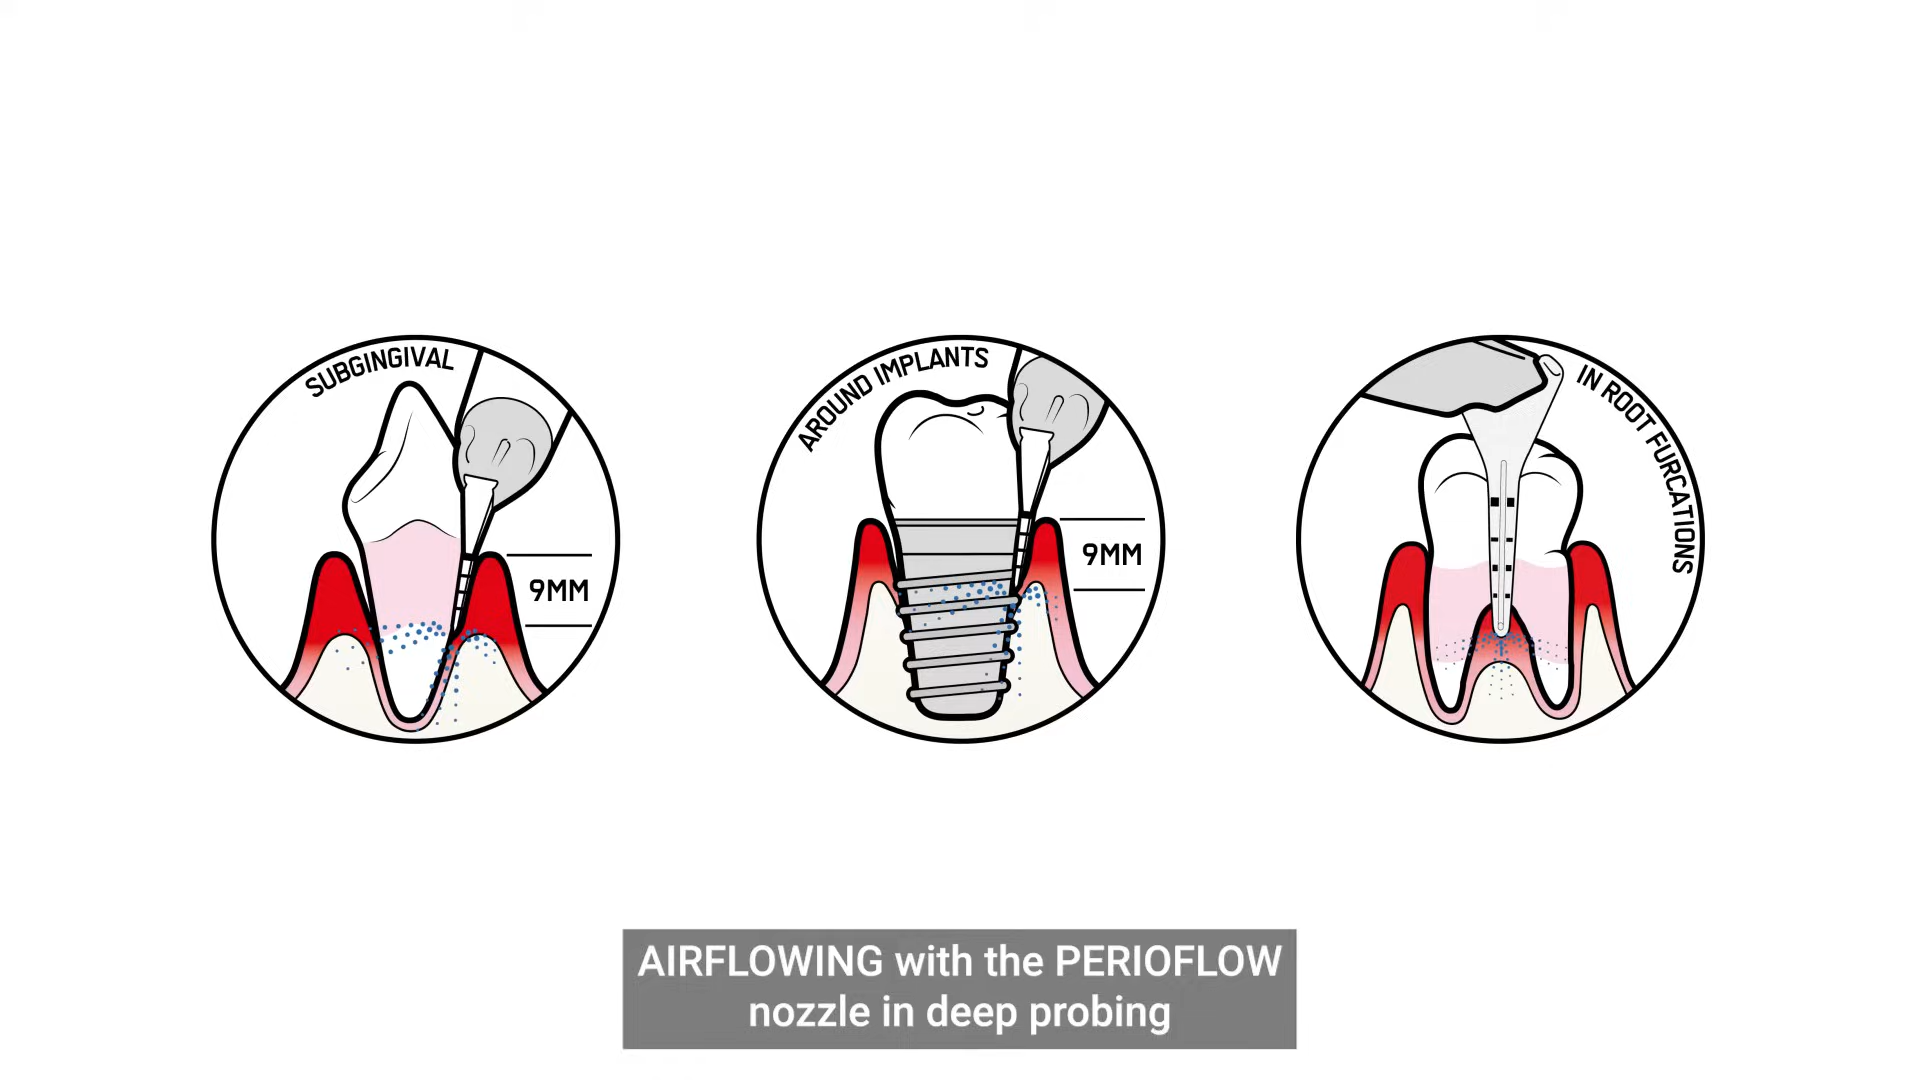 SUBGINGIVAL
9MM
AROUND IMPLANTS
9MM
IN ROOT FURCATIONS
AIRFLOWING with the PERIOFLOW
nozzle in deep probing